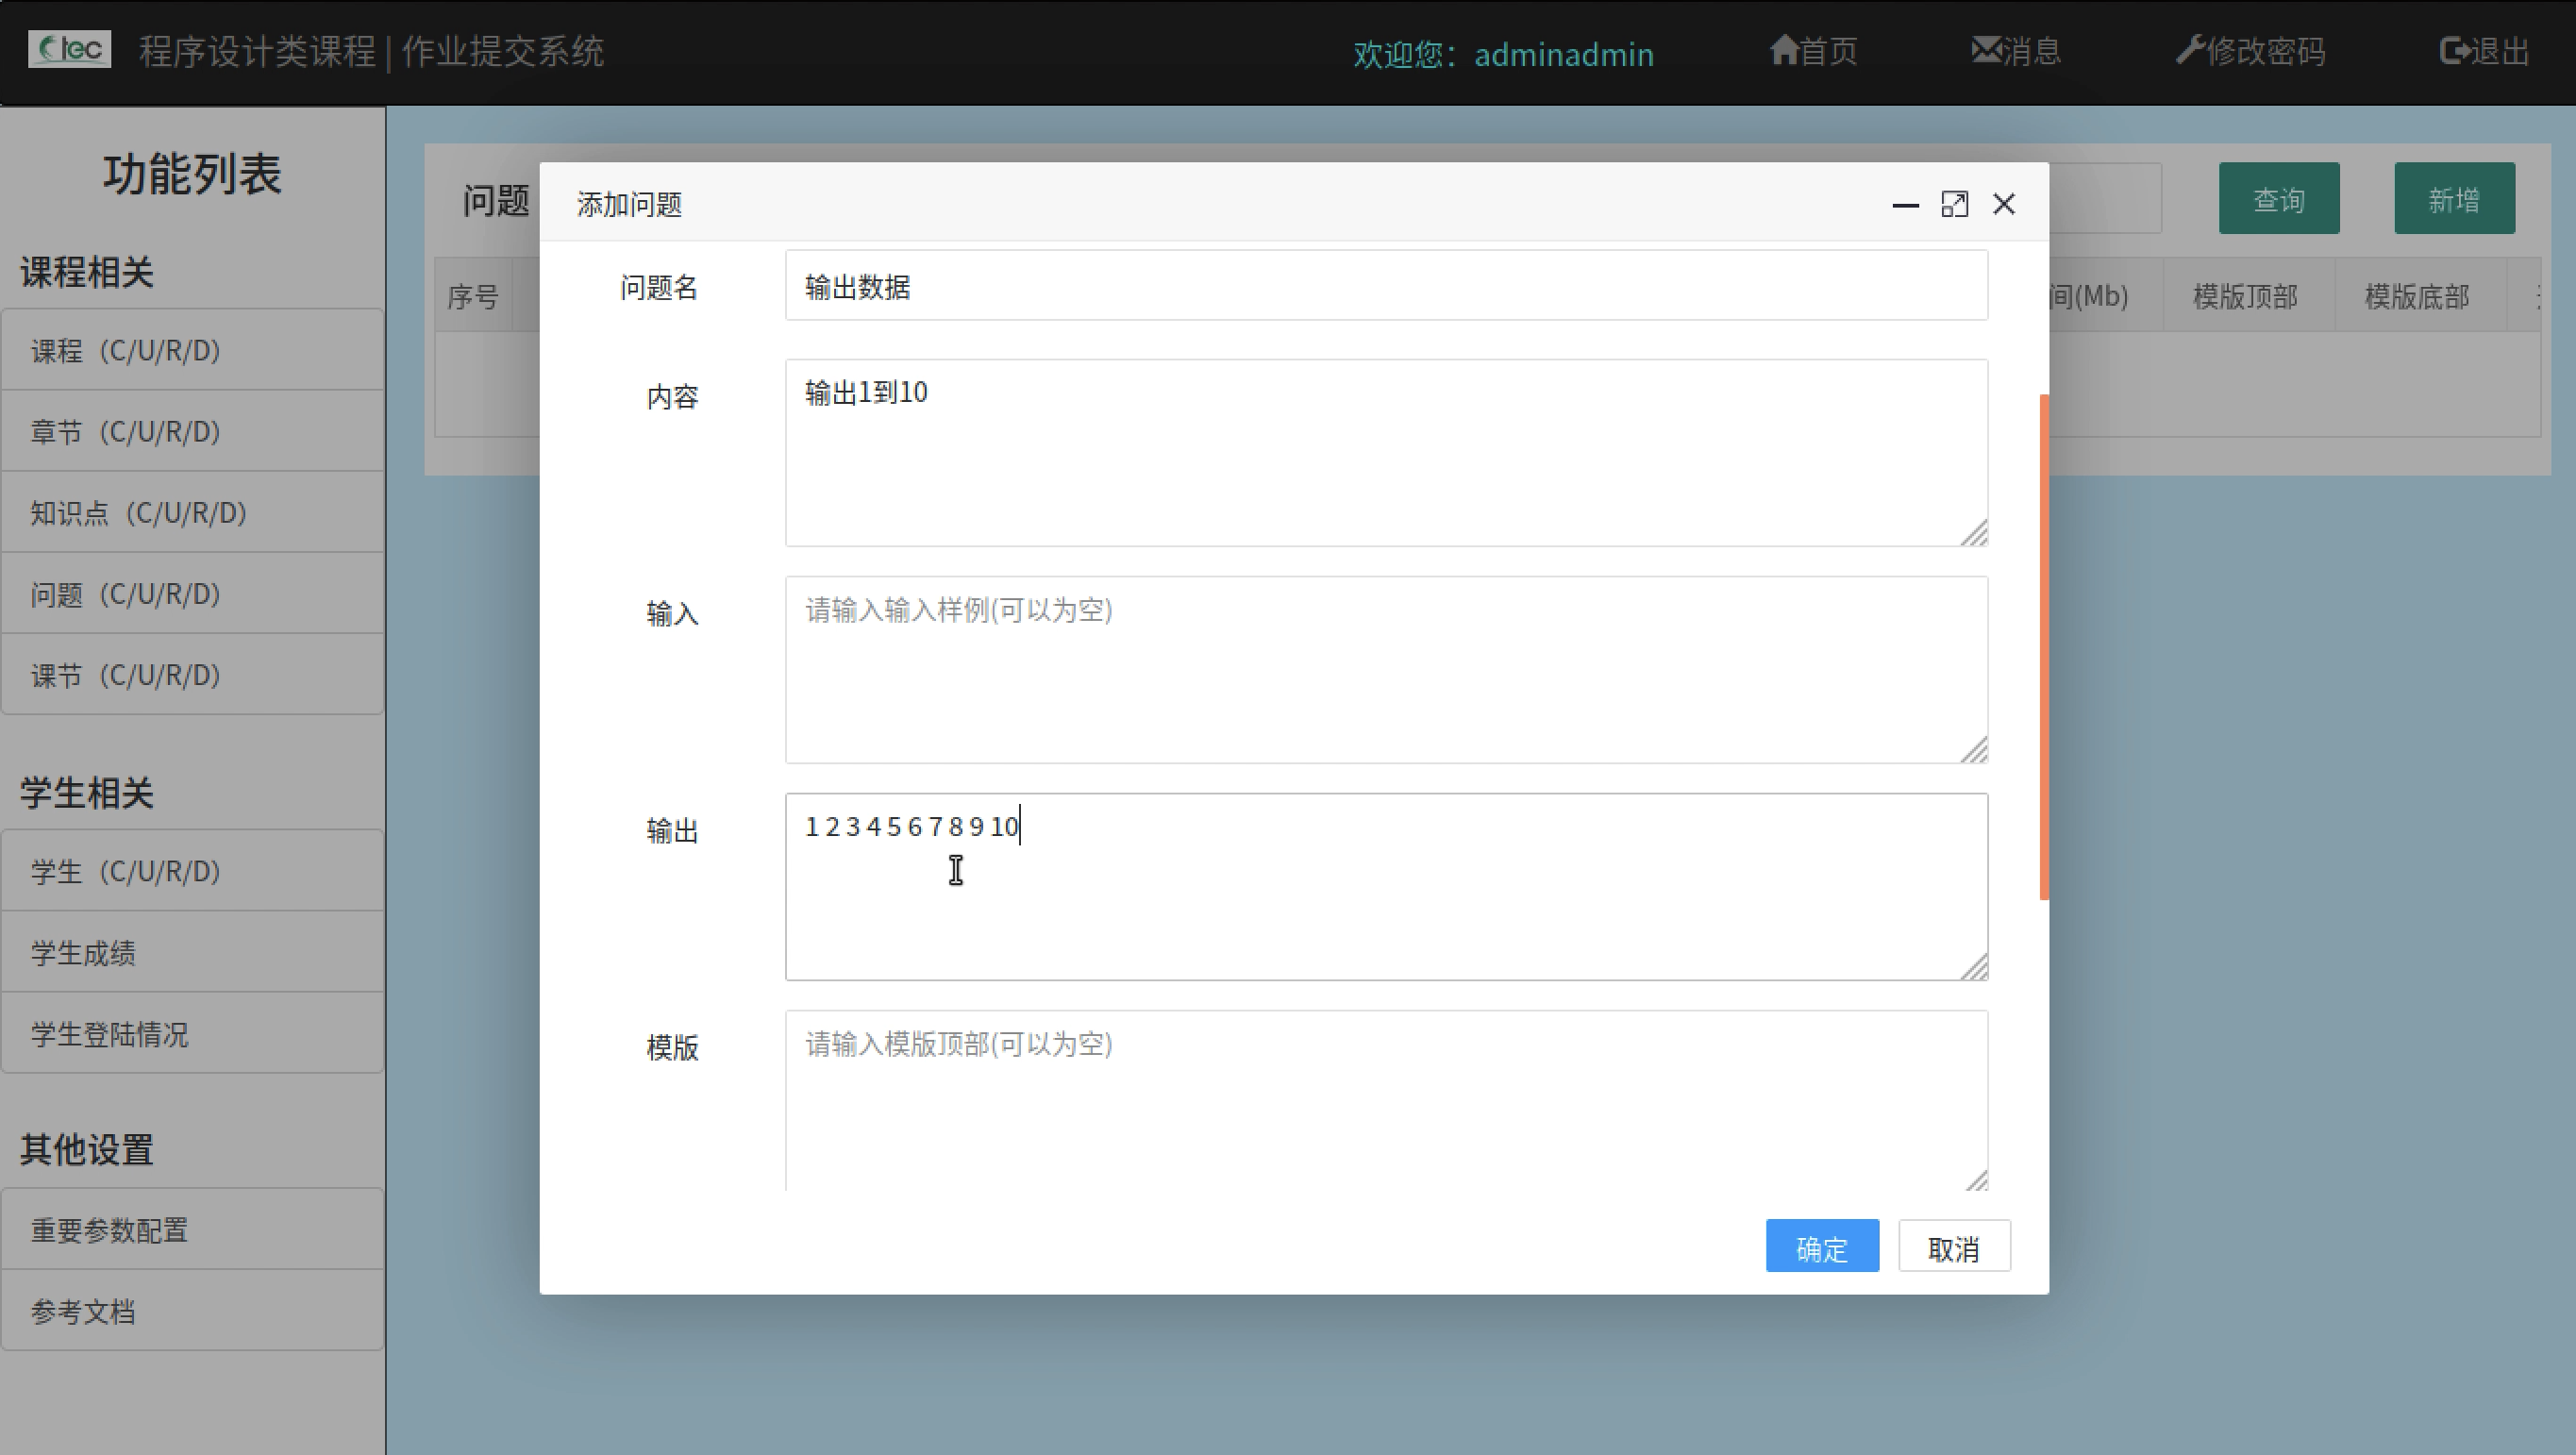 tec 程序设计类课程 | 作业提交系统 欢迎您：adminadmin 首页 消息 修改密码 退出
功能列表
课程相关
课程（C/U/R/D）
章节（C/U/R/D）
知识点（C/U/R/D）
问题（C/U/R/D）
课节（C/U/R/D）
学生相关
学生（C/U/R/D）
学生成绩
学生登陆情况
其他设置
重要参数配置
参考文档
问题 查询 新增
序号 间(Mb) 模版顶部 模版底部
添加问题
问题名 输出数据
内容 输出1到10
输入 请输入输入样例(可以为空)
输出 1 2 3 4 5 6 7 8 9 10
模版 请输入模版顶部(可以为空)
确定 取消